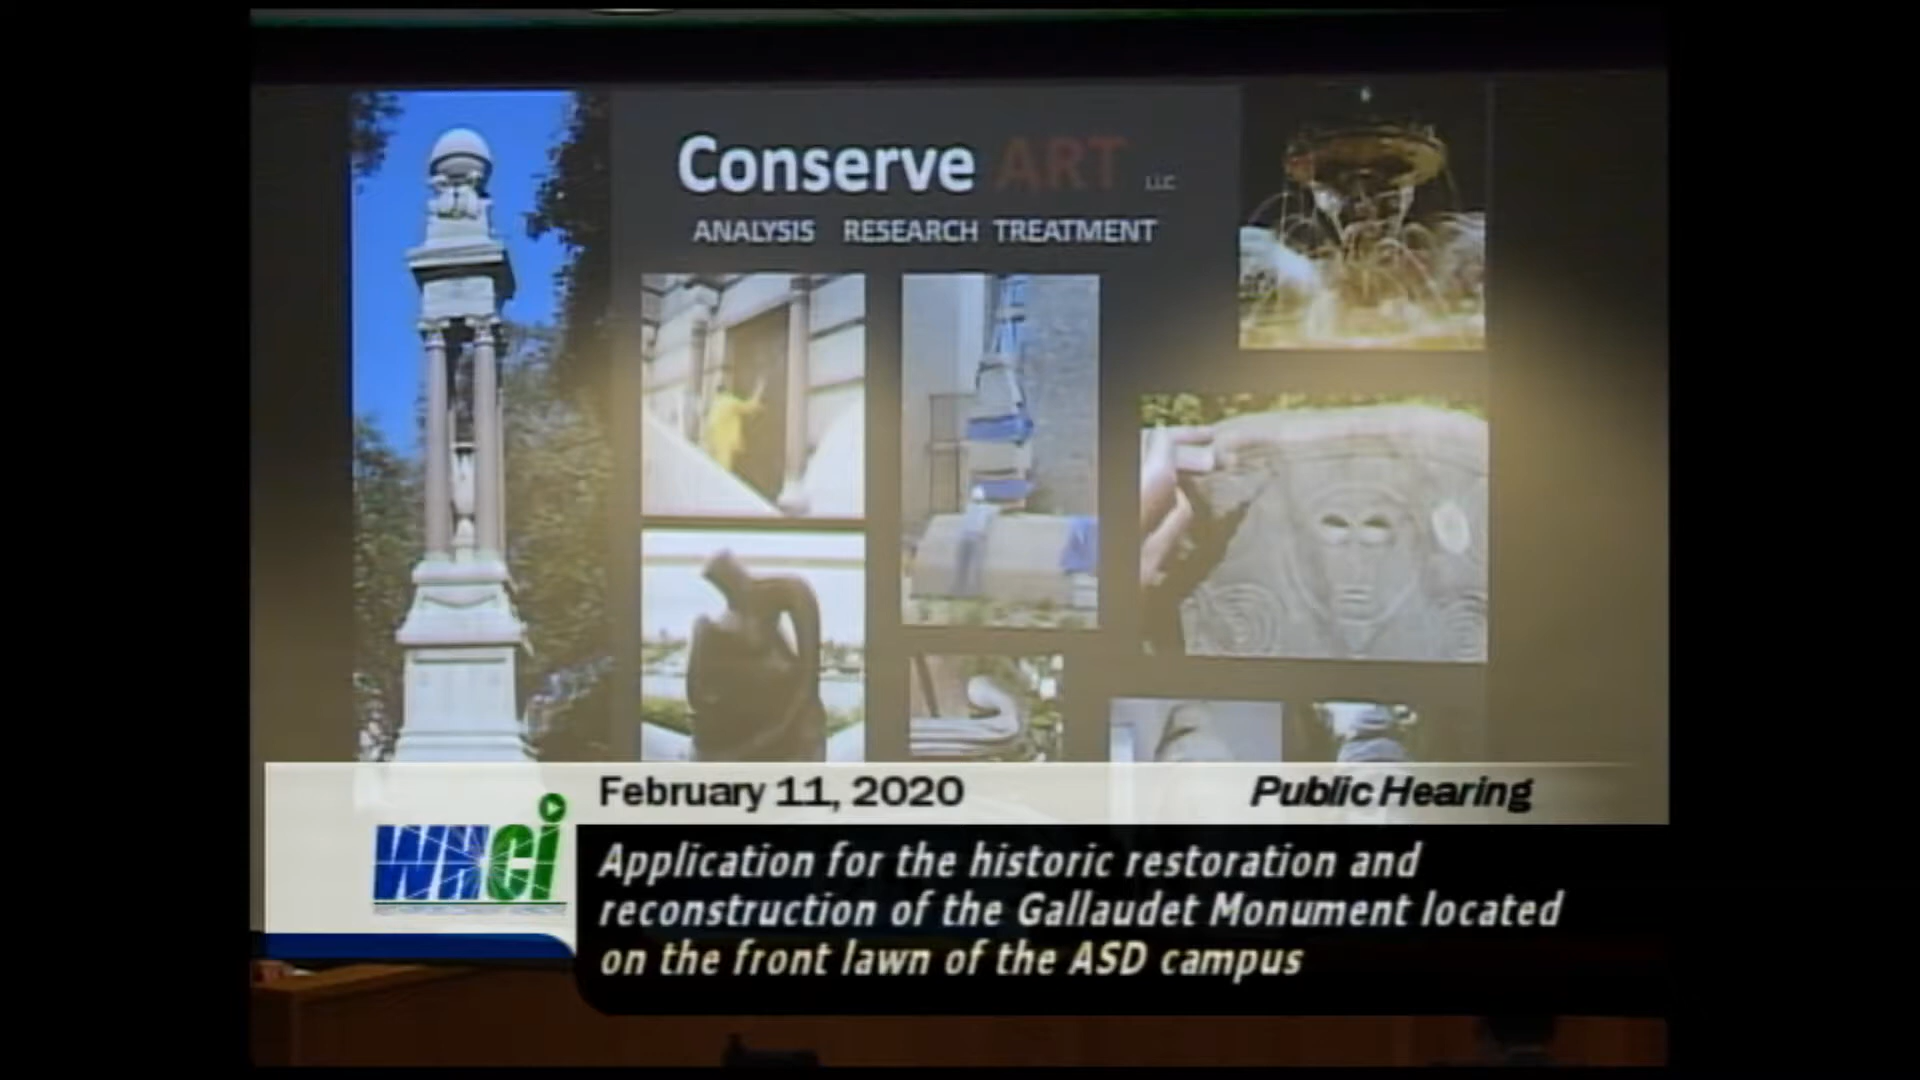 Conserve ART LLC
ANALYSIS RESEARCH TREATMENT
February 11, 2020
Public Hearing
WHCi
Application for the historic restoration and
reconstruction of the Gallaudet Monument located
on the front lawn of the ASD campus